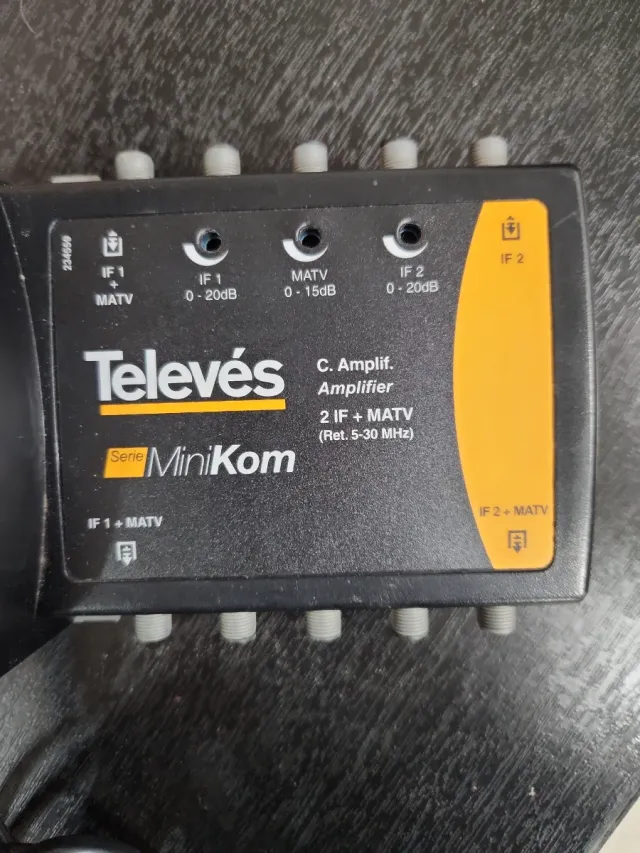 234669
IF 1
+
MATV
IF 1
0 - 20dB
MATV
0 - 15dB
IF 2
0 - 20dB
IF 2
Televés
C. Amplif.
Amplifier
2 IF + MATV
(Ret. 5-30 MHz)
Serie MiniKom
IF 1 + MATV
IF 2 + MATV